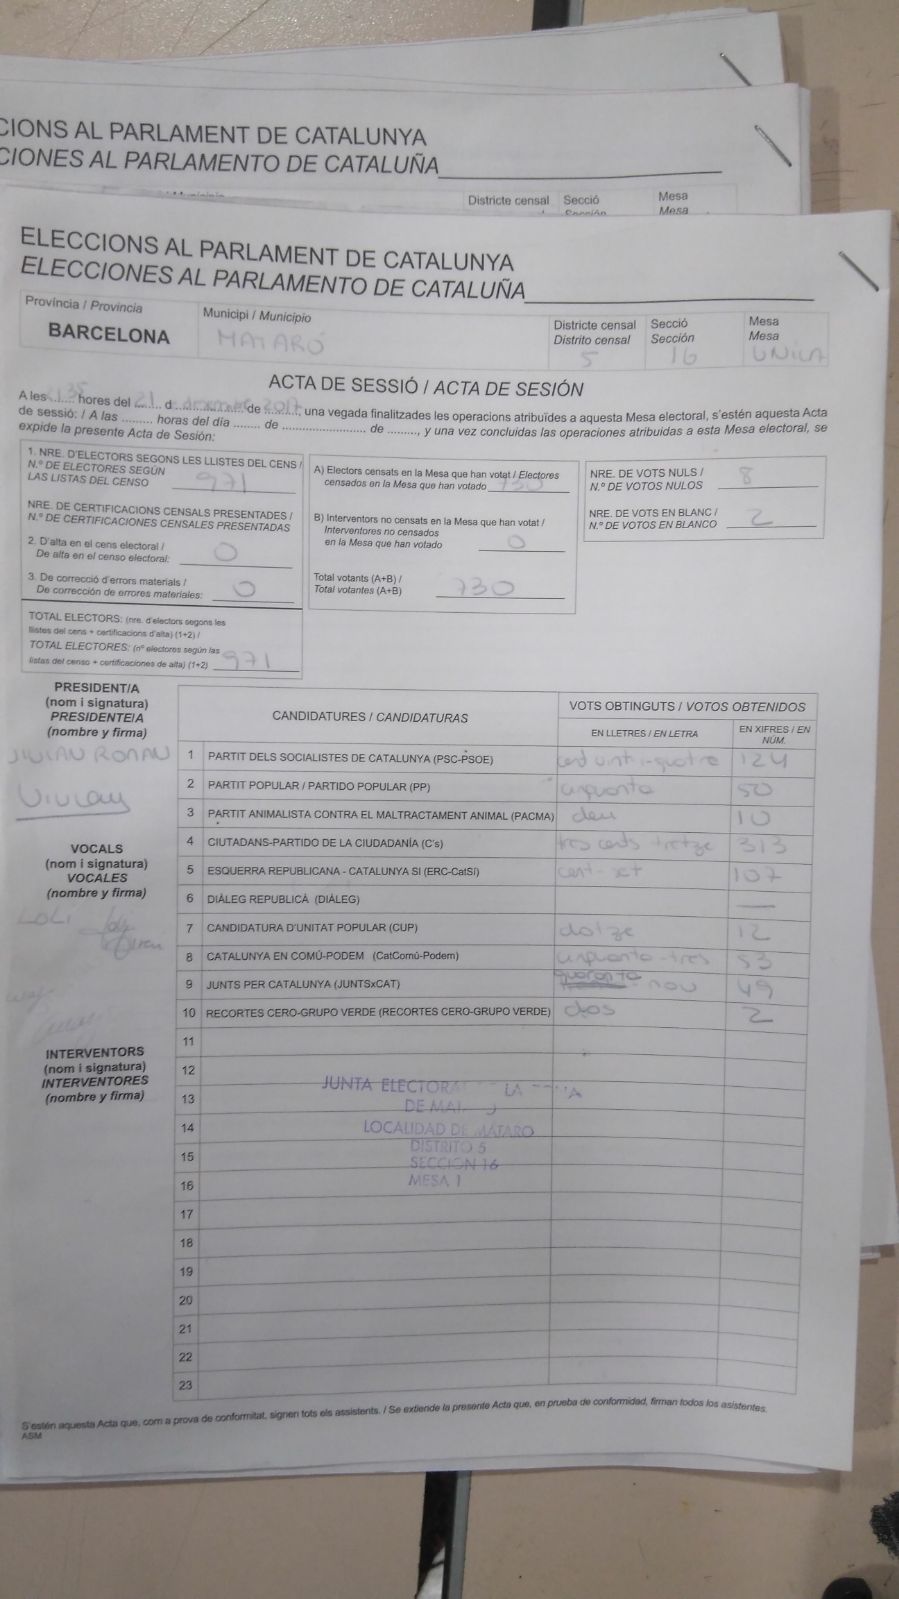 CIONS AL PARLAMENT DE CATALUNYA
CIONES AL PARLAMENTO DE CATALUÑA
Districte censal Secció Mesa
Sección Mesa
ELECCIONS AL PARLAMENT DE CATALUNYA
ELECCIONES AL PARLAMENTO DE CATALUÑA
Província / Provincia Municipi / Municipio Districte censal Secció Mesa
Distrito censal Sección Mesa
BARCELONA MATARÓ 5 16 UNICA
ACTA DE SESSIÓ / ACTA DE SESIÓN
A les ........ hores del 21 d desembre de 2017, una vegada finalitzades les operacions atribuïdes a aquesta Mesa electoral, s'estén aquesta Acta
de sessió: / A las ......... horas del día ........ de ......................... de ........., y una vez concluidas las operaciones atribuidas a esta Mesa electoral, se
expide la presente Acta de Sesión:
1. NRE. D'ELECTORS SEGONS LES LLISTES DEL CENS /
N.º DE ELECTORES SEGÚN
LAS LISTAS DEL CENSO 971
NRE. DE CERTIFICACIONS CENSALS PRESENTADES /
N.º DE CERTIFICACIONES CENSALES PRESENTADAS
2. D'alta en el cens electoral /
De alta en el censo electoral: 0
3. De correcció d'errors materials /
De corrección de errores materiales: 0
TOTAL ELECTORS: (nre. d'electors segons les
llistes del cens + certificacions d'alta) (1+2) /
TOTAL ELECTORES: (nº electores según las
listas del censo + certificaciones de alta) (1+2) 971
A) Electors censats en la Mesa que han votat / Electores
censados en la Mesa que han votado 730
B) Interventors no censats en la Mesa que han votat /
Interventores no censados
en la Mesa que han votado 0
Total votants (A+B) /
Total votantes (A+B) 730
NRE. DE VOTS NULS /
N.º DE VOTOS NULOS 8
NRE. DE VOTS EN BLANC /
N.º DE VOTOS EN BLANCO 2
PRESIDENT/A
(nom i signatura)
PRESIDENTE/A
(nombre y firma)
VOCALS
(nom i signatura)
VOCALES
(nombre y firma)
LOLI
INTERVENTORS
(nom i signatura)
INTERVENTORES
(nombre y firma)
CANDIDATURES / CANDIDATURAS VOTS OBTINGUTS / VOTOS OBTENIDOS
EN LLETRES / EN LETRA EN XIFRES / EN NÚM.
1 PARTIT DELS SOCIALISTES DE CATALUNYA (PSC-PSOE) cent vint-i-quatre 124
2 PARTIT POPULAR / PARTIDO POPULAR (PP) cinquanta 50
3 PARTIT ANIMALISTA CONTRA EL MALTRACTAMENT ANIMAL (PACMA) deu 10
4 CIUTADANS-PARTIDO DE LA CIUDADANÍA (C's) tres cents tretze 313
5 ESQUERRA REPUBLICANA - CATALUNYA SI (ERC-CatSí) cent-set 107
6 DIÀLEG REPUBLICÀ (DIÀLEG) —
7 CANDIDATURA D'UNITAT POPULAR (CUP) dotze 12
8 CATALUNYA EN COMÚ-PODEM (CatComú-Podem) cinquanta-tres 53
9 JUNTS PER CATALUNYA (JUNTSxCAT) quaranta nou 49
10 RECORTES CERO-GRUPO VERDE (RECORTES CERO-GRUPO VERDE) dos 2
11
12
13
14
15
16
17
18
19
20
21
22
23
JUNTA ELECTORAL LA
DE MAT
LOCALIDAD DE MATARO
DISTRITO 5
SECCION 16
MESA 1
S'estén aquesta Acta que, com a prova de conformitat, signen tots els assistents. / Se extiende la presente Acta que, en prueba de conformidad, firman todos los asistentes.
ASM